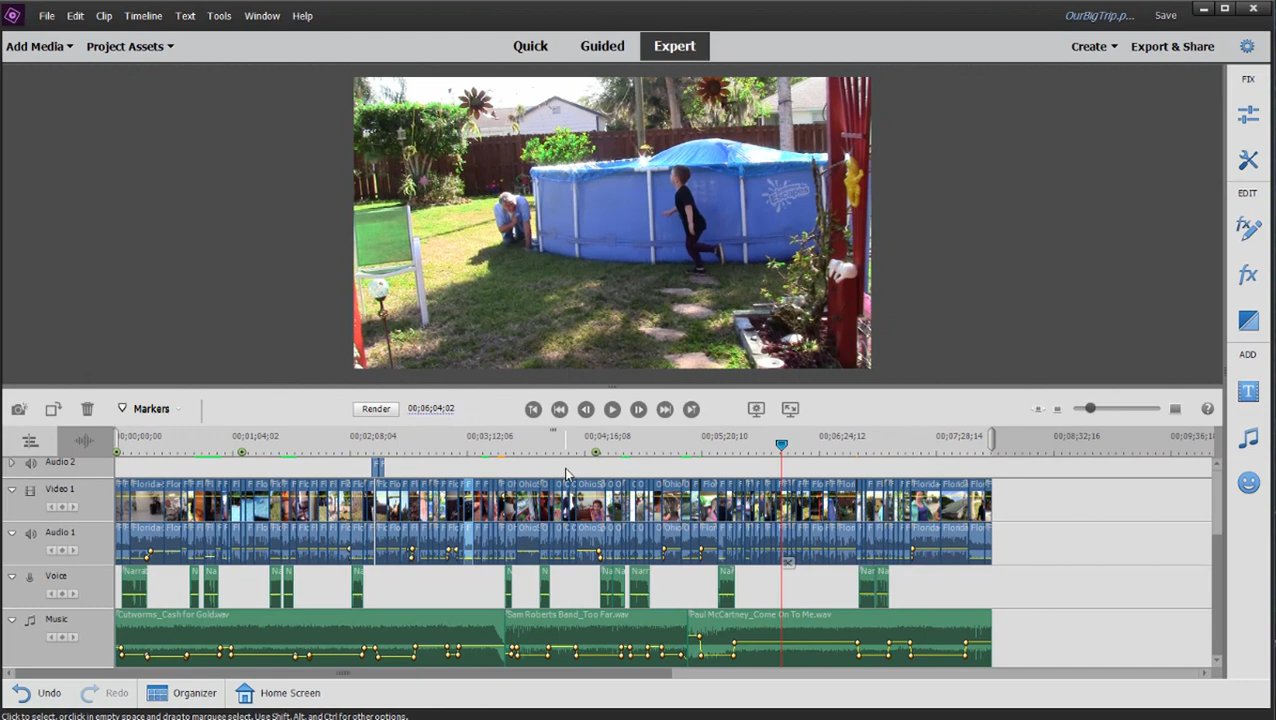 File Edit Clip Timeline Text Tools Window Help
OurBigTrip.p... Save
Add Media Project Assets
Quick Guided Expert
Create Export & Share
FIX
EDIT
ADD
Markers
Render 00;06;04;02
0;00;00;00 00;01;04;02 00;02;08;04 00;03;12;06 00;04;16;08 00;05;20;10 00;06;24;12 00;07;28;14 00;08;32;16 00;09;36;18
Audio 2
Video 1
Audio 1
Voice
Music
Cutworms_Cash for Gold.wav
Sam Roberts Band_Too Far.wav
Paul McCartney_Come On To Me.wav
Undo Redo Organizer Home Screen
Click to select, or click in empty space and drag to marquee select. Use Shift, Alt, and Ctrl for other options.